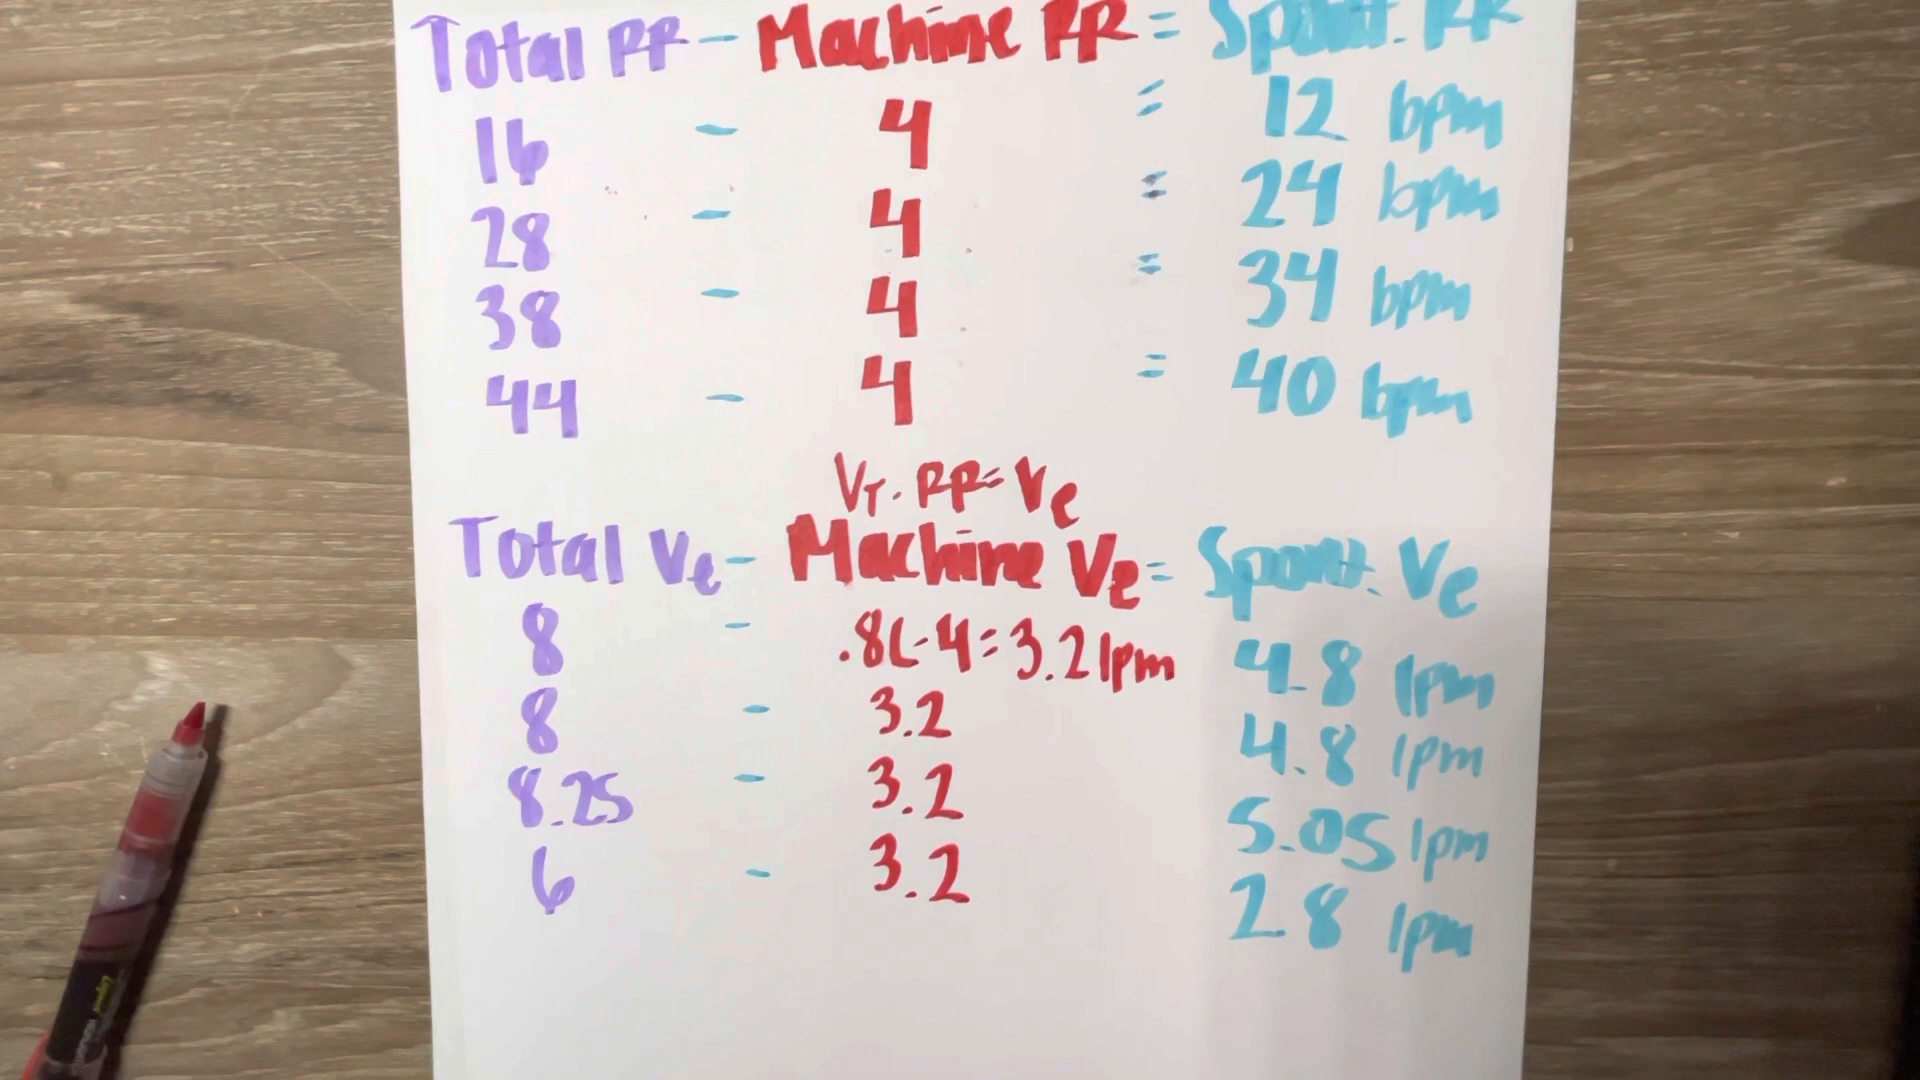 Total RR - Machine RR = Spont. RR
16 - 4 = 12 bpm
28 - 4 = 24 bpm
38 - 4 = 34 bpm
44 - 4 = 40 bpm
VT · RR = Ve
Total Ve - Machine Ve = Spont. Ve
8 - .8L · 4 = 3.2 lpm 4.8 lpm
8 - 3.2 4.8 lpm
8.25 - 3.2 5.05 lpm
6 - 3.2 2.8 lpm